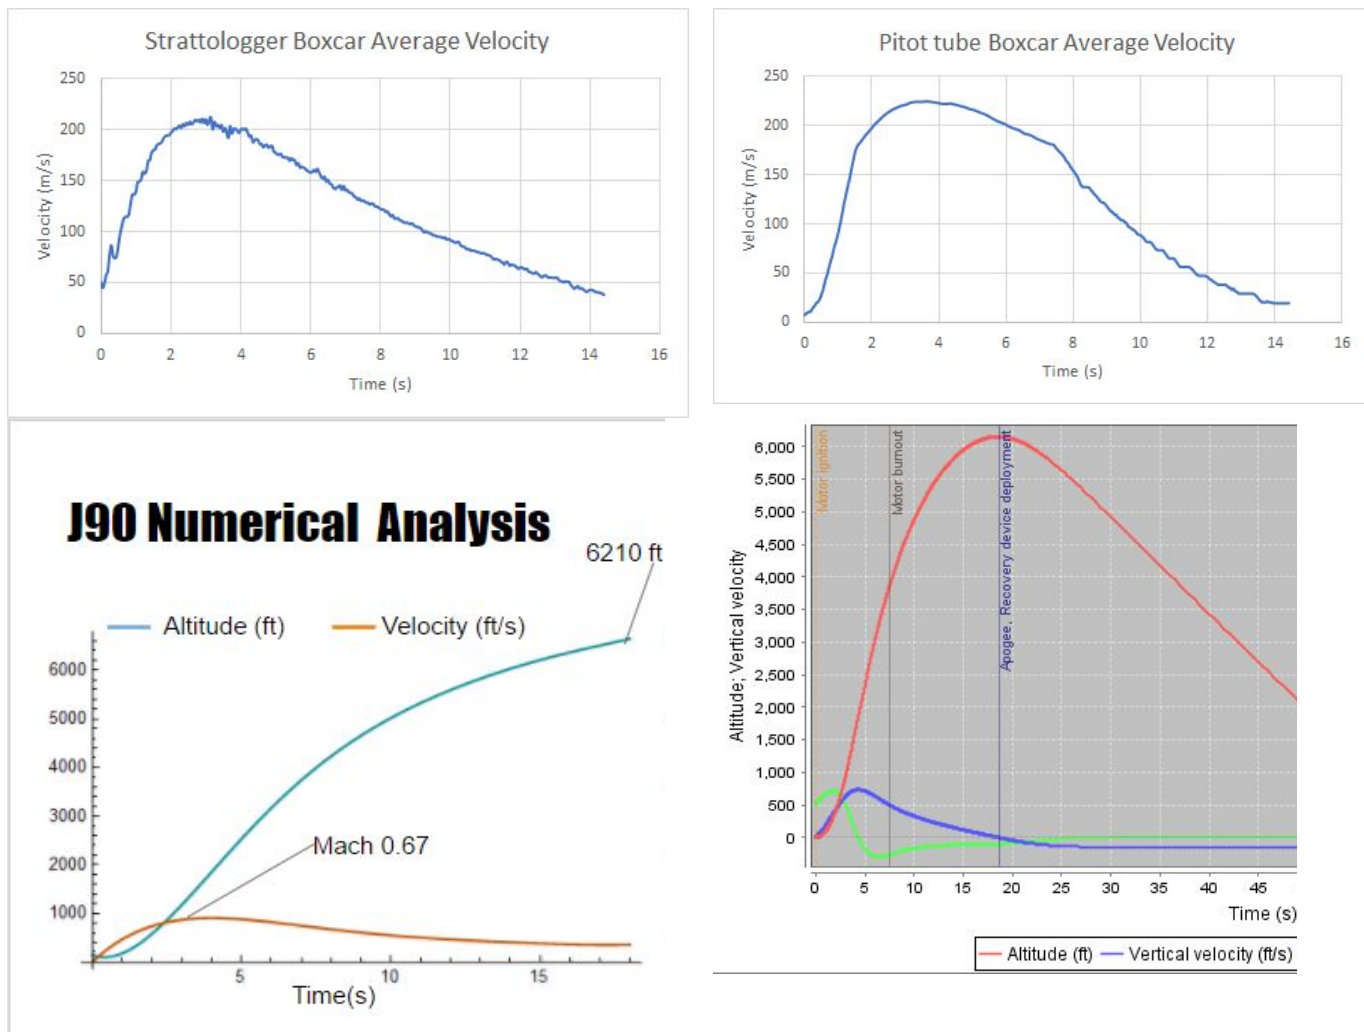 Strattologger Boxcar Average Velocity
250
200
150
100
50
0
Velocity (m/s)
0 2 4 6 8 10 12 14 16
Time (s)
Pitot tube Boxcar Average Velocity
250
200
150
100
50
0
Velocity (m/s)
0 2 4 6 8 10 12 14 16
Time (s)
J90 Numerical Analysis
6210 ft
Altitude (ft) Velocity (ft/s)
6000
5000
4000
3000
2000
1000
Mach 0.67
5 10 15
Time(s)
Motor ignition
Motor burnout
Apogee, Recovery device deployment
6,000
5,500
5,000
4,500
4,000
3,500
3,000
2,500
2,000
1,500
1,000
500
0
Altitude; Vertical velocity
0 5 10 15 20 25 30 35 40 45
Time (s)
Altitude (ft) Vertical velocity (ft/s)